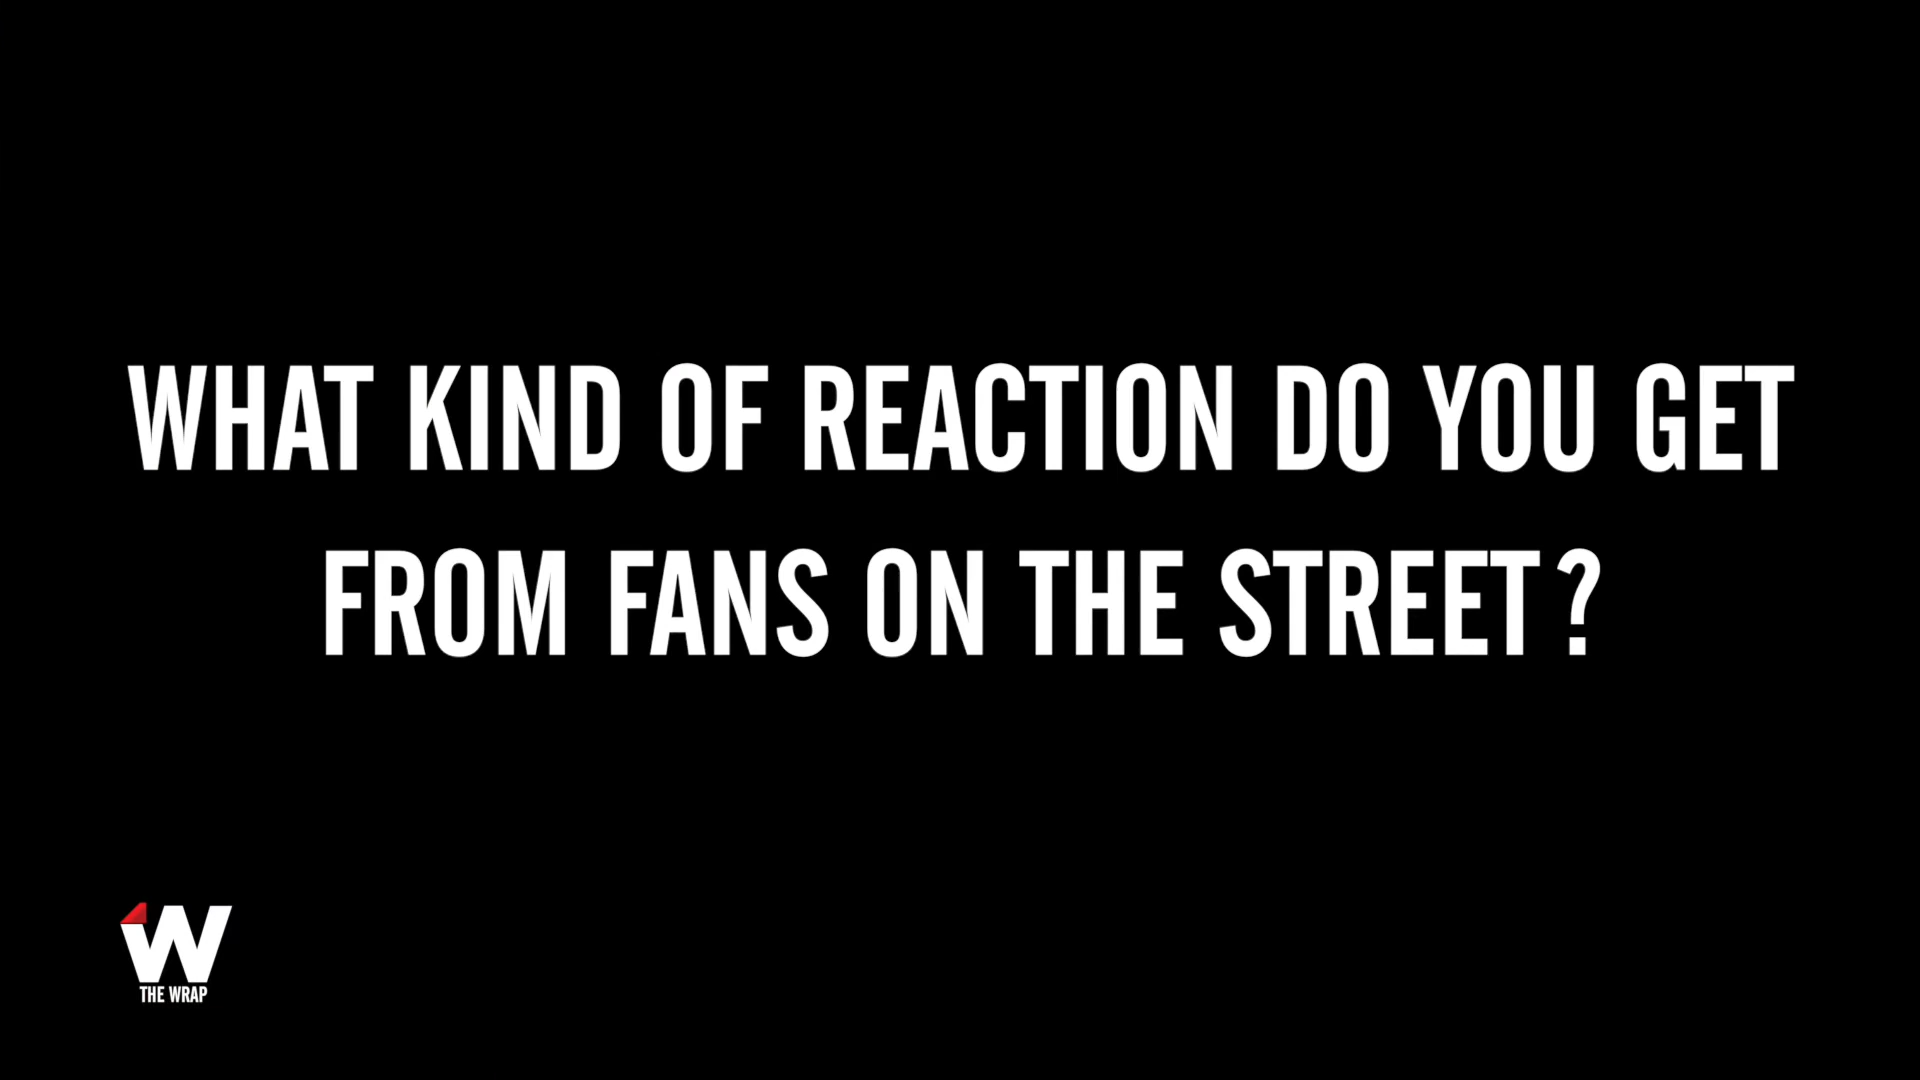 WHAT KIND OF REACTION DO YOU GET
FROM FANS ON THE STREET?
W
THE WRAP